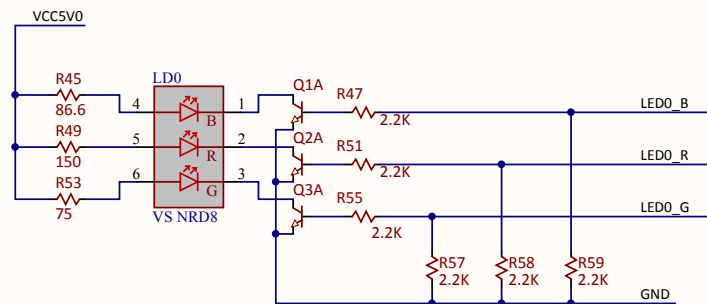 VCC5V0
R45
86.6
R49
150
R53
75
LD0
4
5
6
B
R
G
1
2
3
VS NRD8
Q1A
Q2A
Q3A
R47
2.2K
R51
2.2K
R55
2.2K
LED0_B
LED0_R
LED0_G
R57
2.2K
R58
2.2K
R59
2.2K
GND